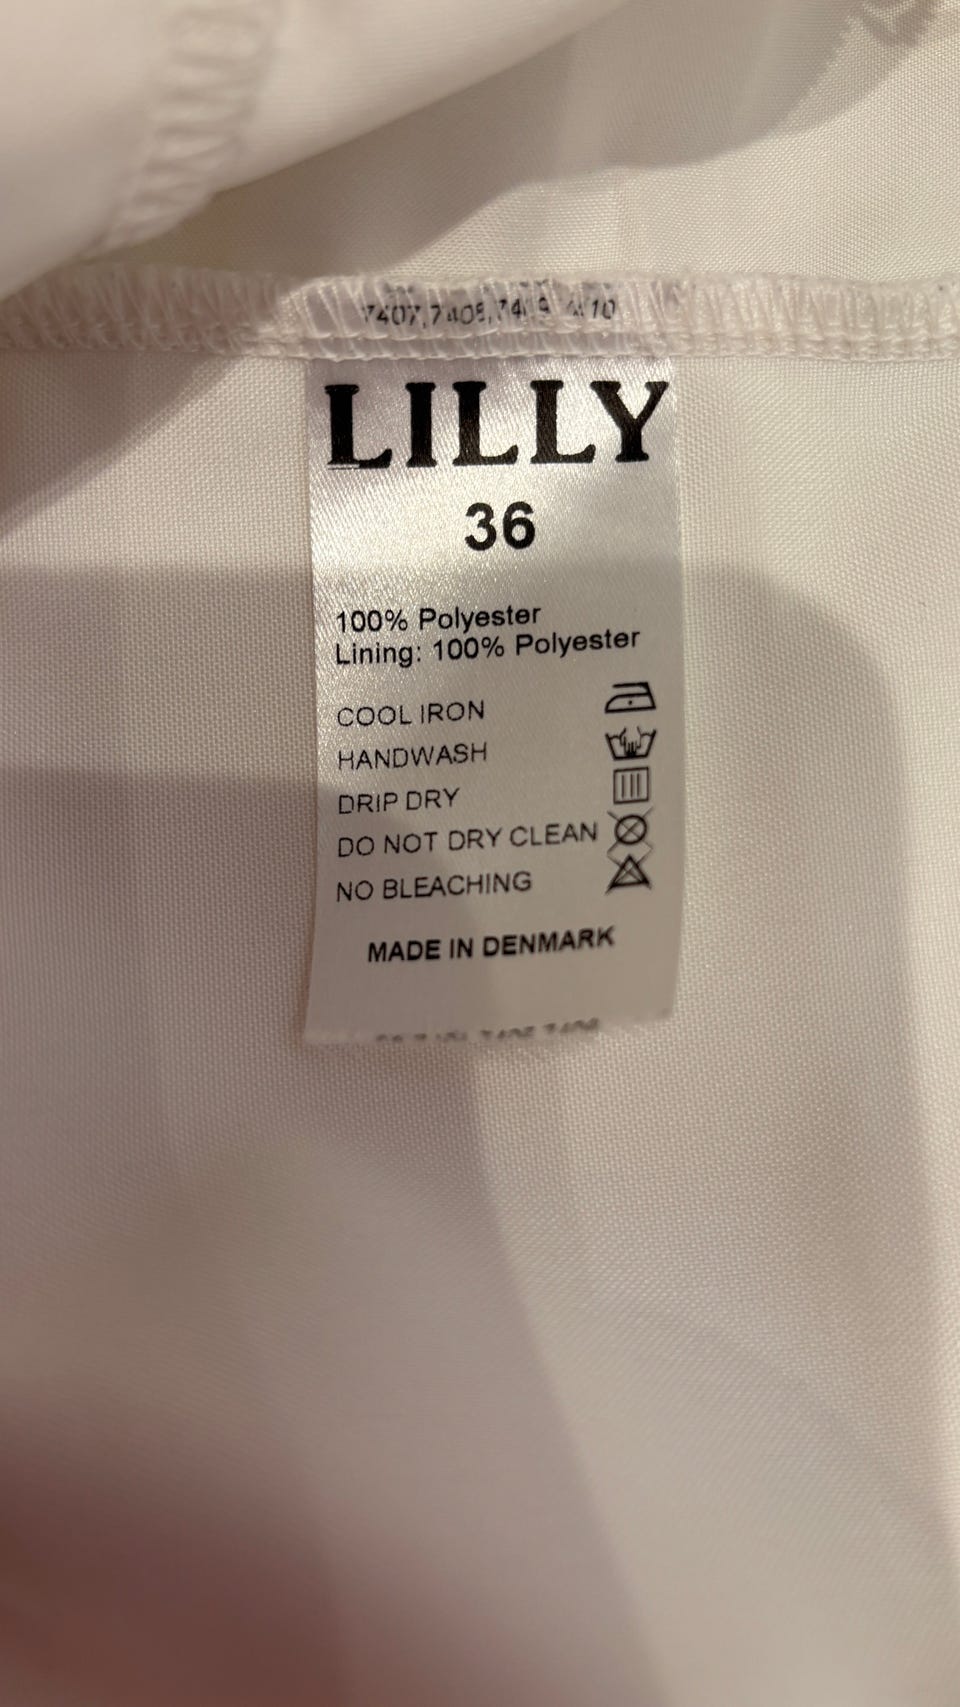 LILLY
36
100% Polyester
Lining: 100% Polyester
COOL IRON
HANDWASH
DRIP DRY
DO NOT DRY CLEAN
NO BLEACHING
MADE IN DENMARK